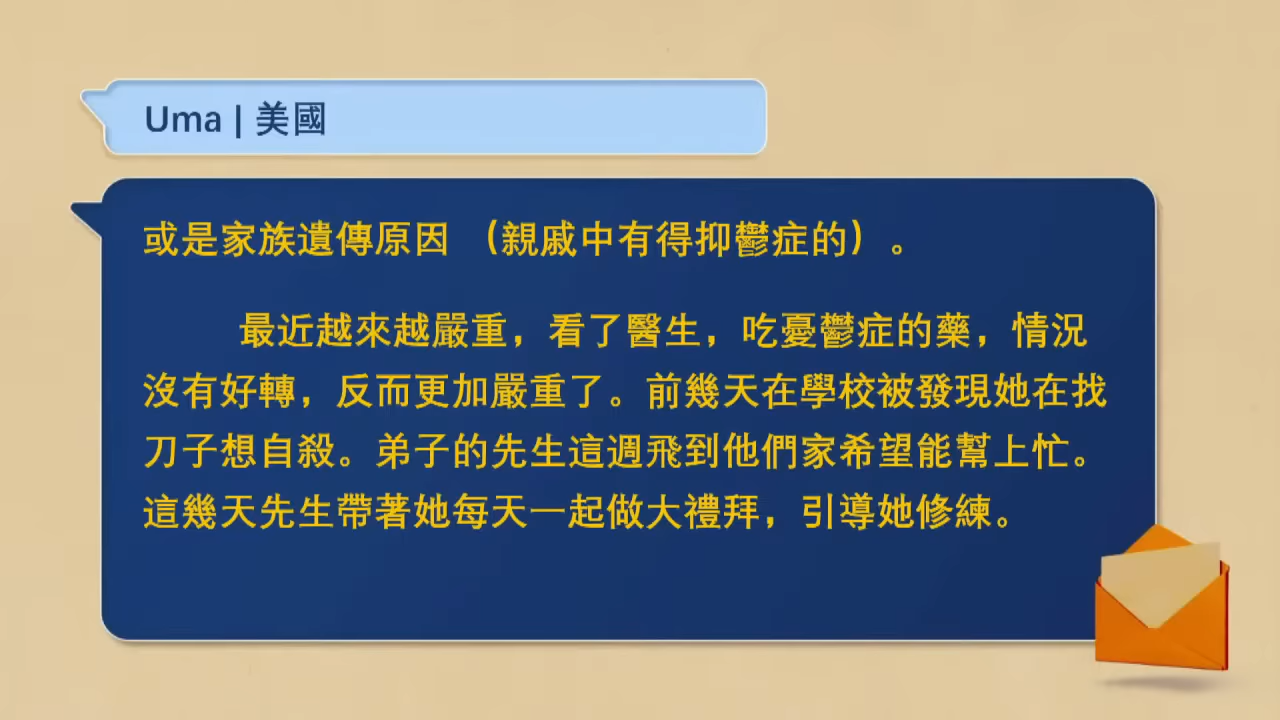 Uma | 美國
或是家族遺傳原因 （親戚中有得抑鬱症的）。
最近越來越嚴重，看了醫生，吃憂鬱症的藥，情況
沒有好轉，反而更加嚴重了。前幾天在學校被發現她在找
刀子想自殺。弟子的先生這週飛到他們家希望能幫上忙。
這幾天先生帶著她每天一起做大禮拜，引導她修練。